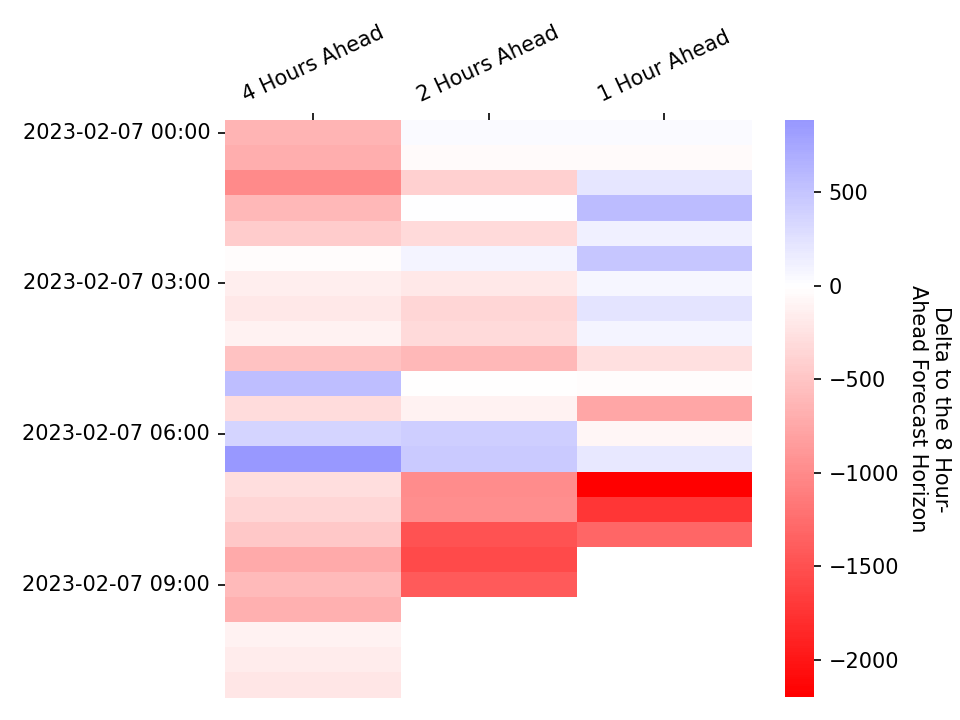 4 Hours Ahead
2 Hours Ahead
1 Hour Ahead
2023-02-07 00:00
2023-02-07 03:00
2023-02-07 06:00
2023-02-07 09:00
500
0
−500
−1000
−1500
−2000
Delta to the 8 Hour-
Ahead Forecast Horizon